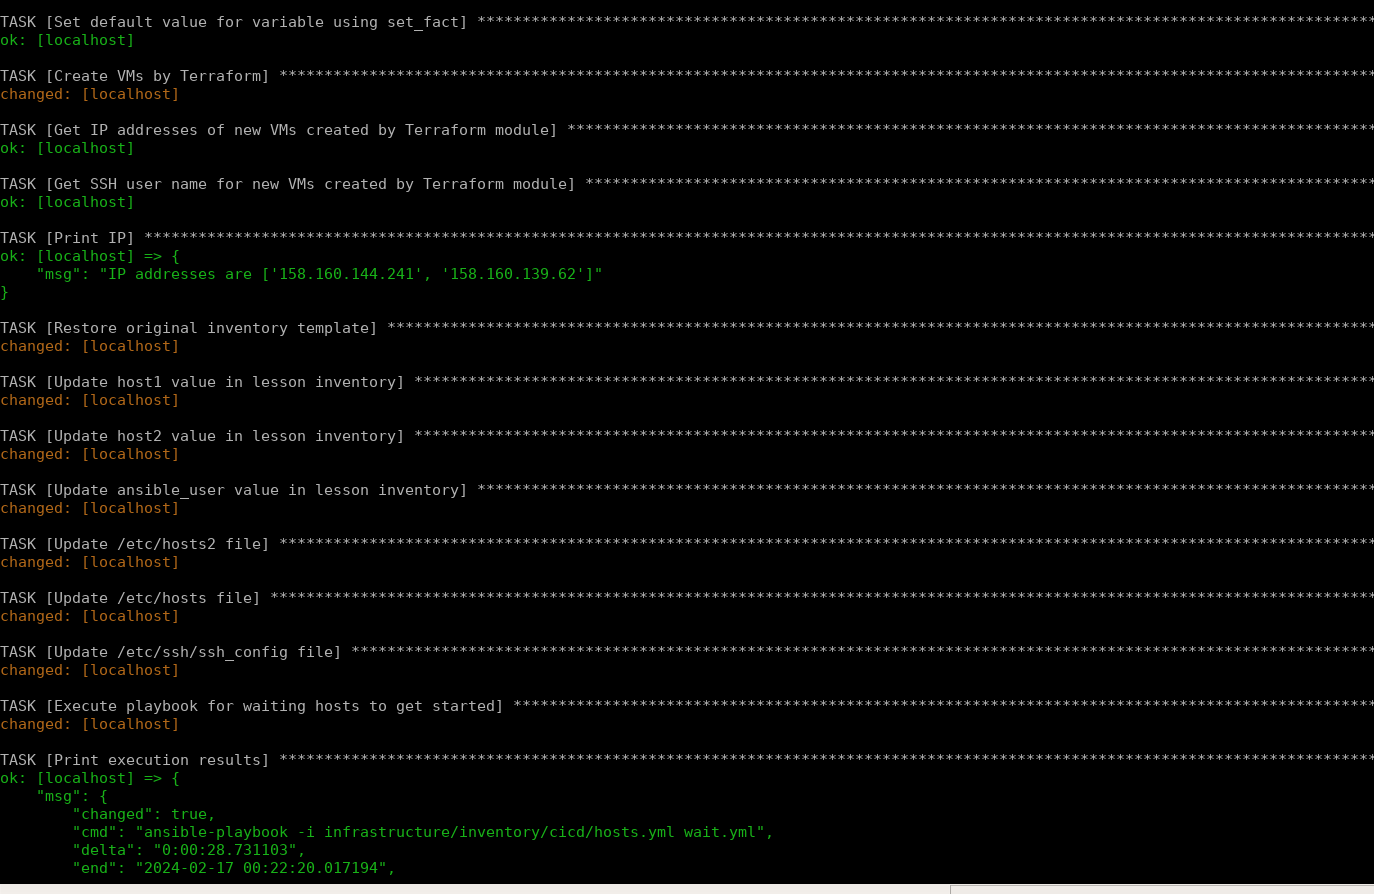 TASK [Set default value for variable using set_fact] ****************************************************************************************************
ok: [localhost]
TASK [Create VMs by Terraform] **************************************************************************************************************************
changed: [localhost]
TASK [Get IP addresses of new VMs created by Terraform module] ******************************************************************************************
ok: [localhost]
TASK [Get SSH user name for new VMs created by Terraform module] ****************************************************************************************
ok: [localhost]
TASK [Print IP] *****************************************************************************************************************************************
ok: [localhost] => {
    "msg": "IP addresses are ['158.160.144.241', '158.160.139.62']"
}
TASK [Restore original inventory template] **************************************************************************************************************
changed: [localhost]
TASK [Update host1 value in lesson inventory] ***********************************************************************************************************
changed: [localhost]
TASK [Update host2 value in lesson inventory] ***********************************************************************************************************
changed: [localhost]
TASK [Update ansible_user value in lesson inventory] ****************************************************************************************************
changed: [localhost]
TASK [Update /etc/hosts2 file] **************************************************************************************************************************
changed: [localhost]
TASK [Update /etc/hosts file] ***************************************************************************************************************************
changed: [localhost]
TASK [Update /etc/ssh/ssh_config file] ******************************************************************************************************************
changed: [localhost]
TASK [Execute playbook for waiting hosts to get started] ************************************************************************************************
changed: [localhost]
TASK [Print execution results] **************************************************************************************************************************
ok: [localhost] => {
    "msg": {
        "changed": true,
        "cmd": "ansible-playbook -i infrastructure/inventory/cicd/hosts.yml wait.yml",
        "delta": "0:00:28.731103",
        "end": "2024-02-17 00:22:20.017194",